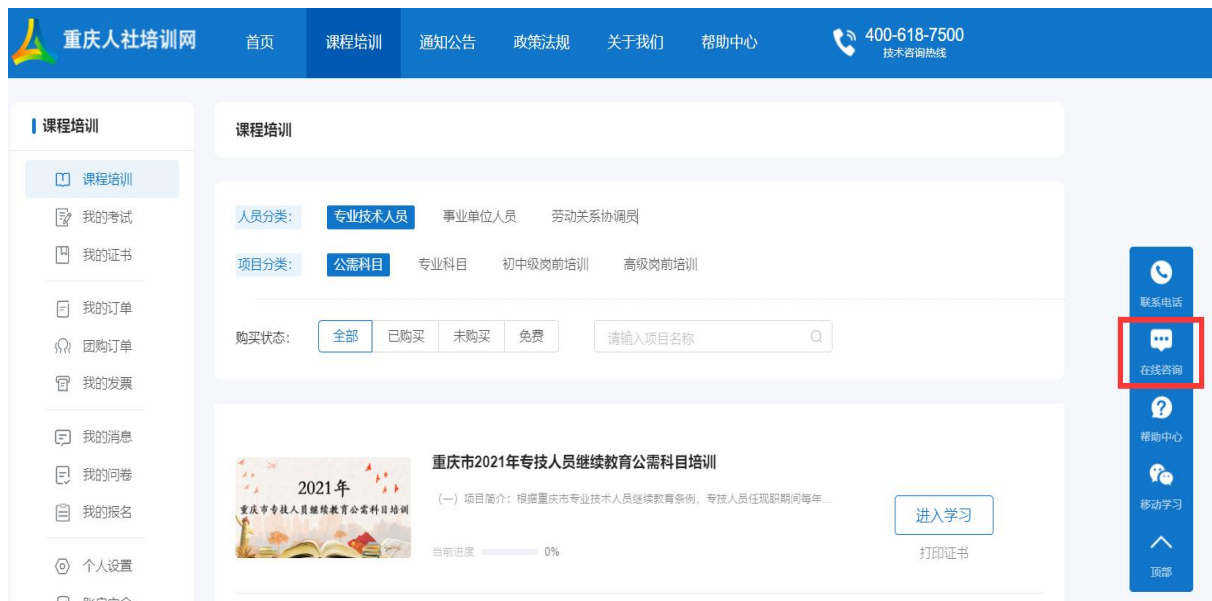 重庆人社培训网 首页 课程培训 通知公告 政策法规 关于我们 帮助中心 400-618-7500
技术咨询热线
课程培训
课程培训
我的考试
我的证书
我的订单
团购订单
我的发票
我的消息
我的问卷
我的报名
个人设置
课程培训
人员分类: 专业技术人员 事业单位人员 劳动关系协调员
项目分类: 公需科目 专业科目 初中级岗前培训 高级岗前培训
购买状态: 全部 已购买 未购买 免费 请输入项目名称
2021年
重庆市专技人员继续教育公需科目培训
重庆市2021年专技人员继续教育公需科目培训
(一) 项目简介: 根据重庆市专业技术人员继续教育条例, 专技人员任现职期间每年...
当前进度 0%
进入学习
打印证书
联系电话
在线咨询
帮助中心
移动学习
顶部